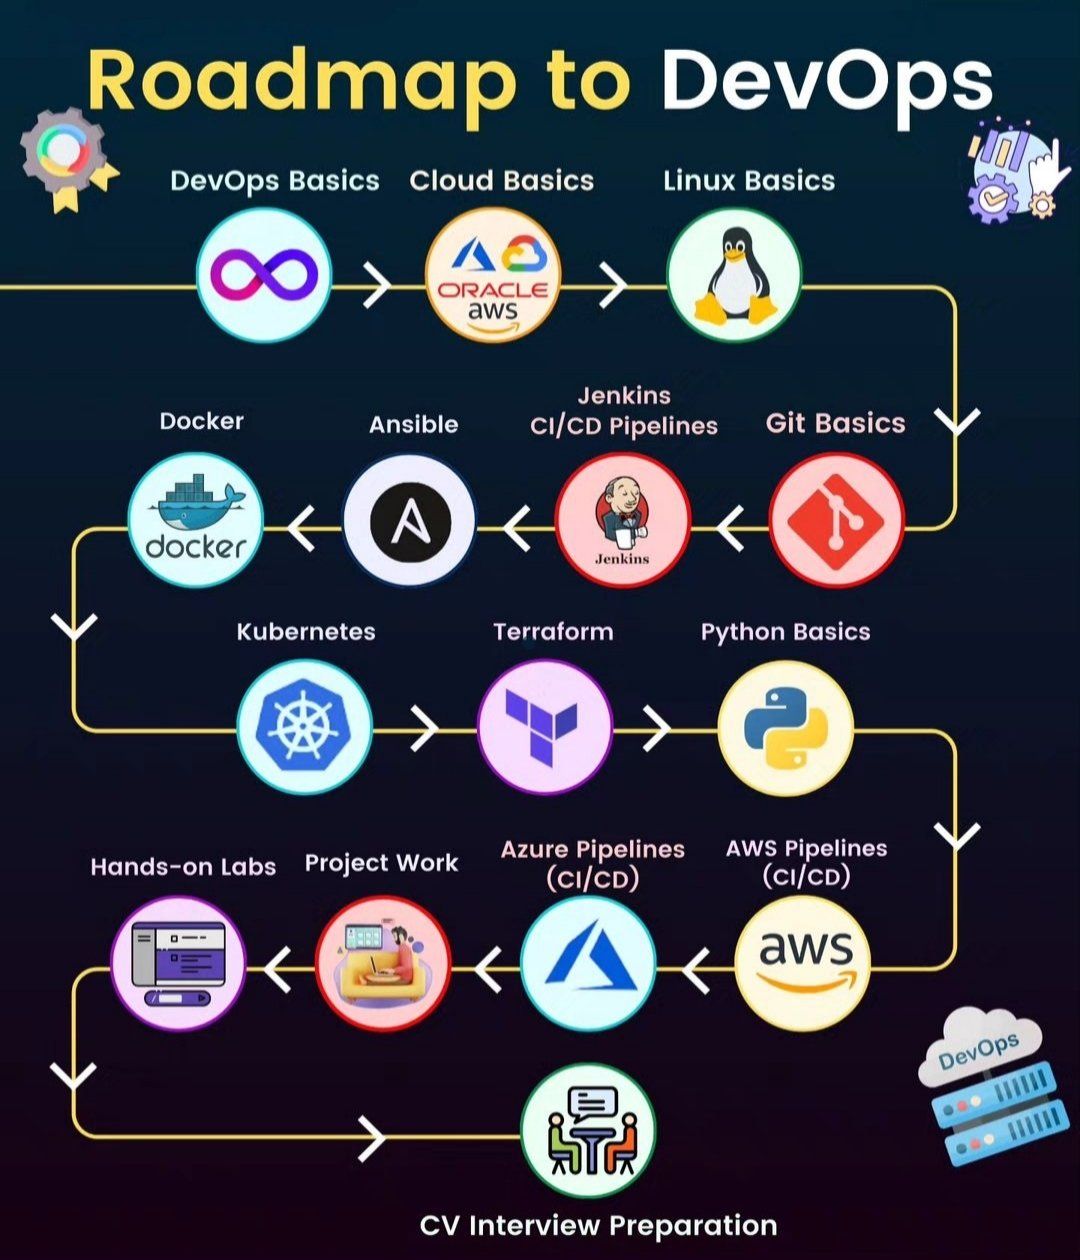 Roadmap to DevOps
DevOps Basics
Cloud Basics
Linux Basics
ORACLE
aws
Jenkins
CI/CD Pipelines
Git Basics
Docker
Ansible
docker
Jenkins
Kubernetes
Terraform
Python Basics
Hands-on Labs
Project Work
Azure Pipelines
(CI/CD)
AWS Pipelines
(CI/CD)
aws
DevOps
CV Interview Preparation